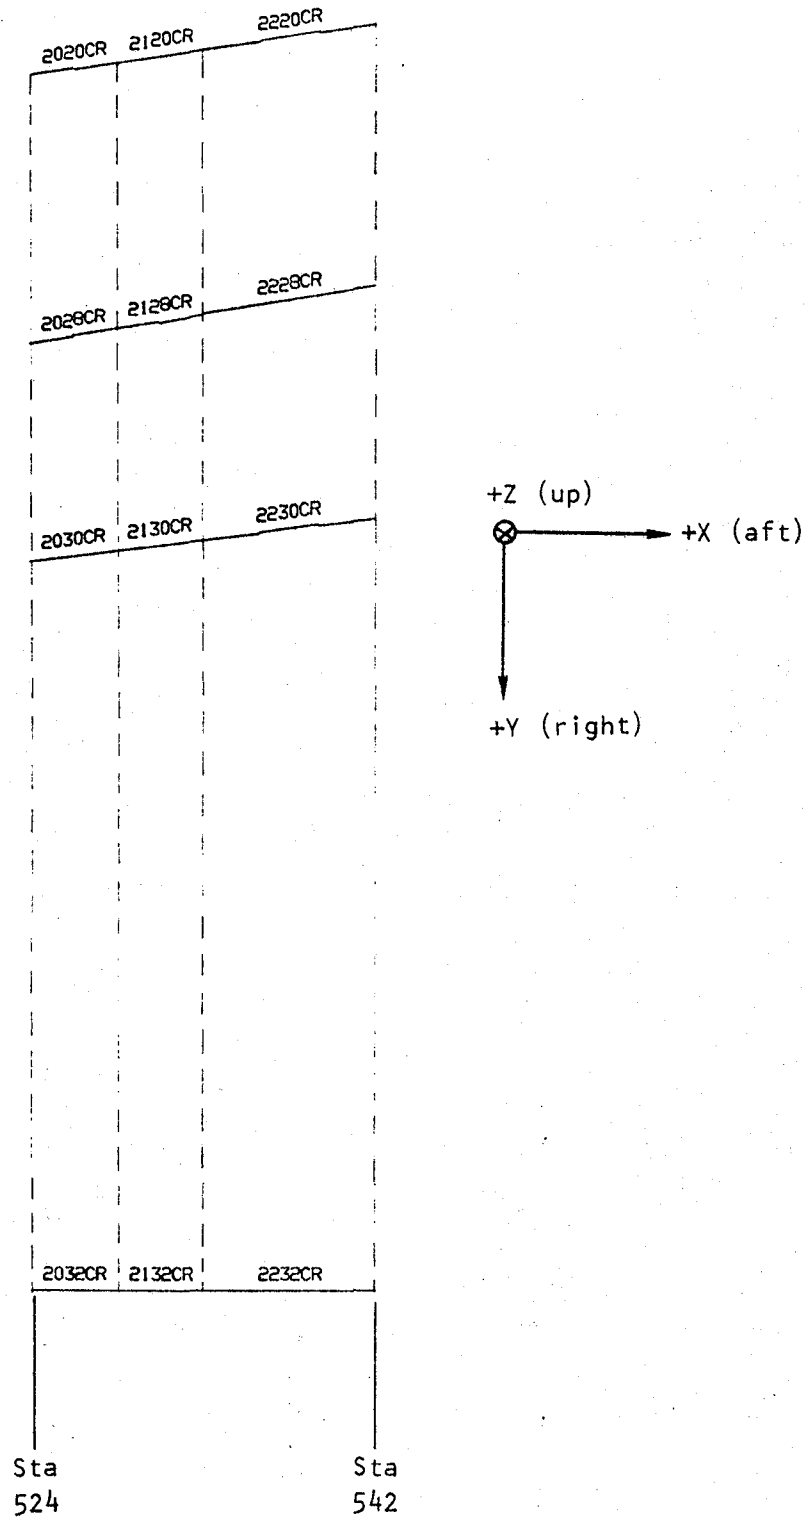 2020CR 2120CR 2220CR
2028CR 2128CR 2228CR
+Z (up)
+X (aft)
2030CR 2130CR 2230CR
+Y (right)
2032CR 2132CR 2232CR
Sta 524
Sta 542